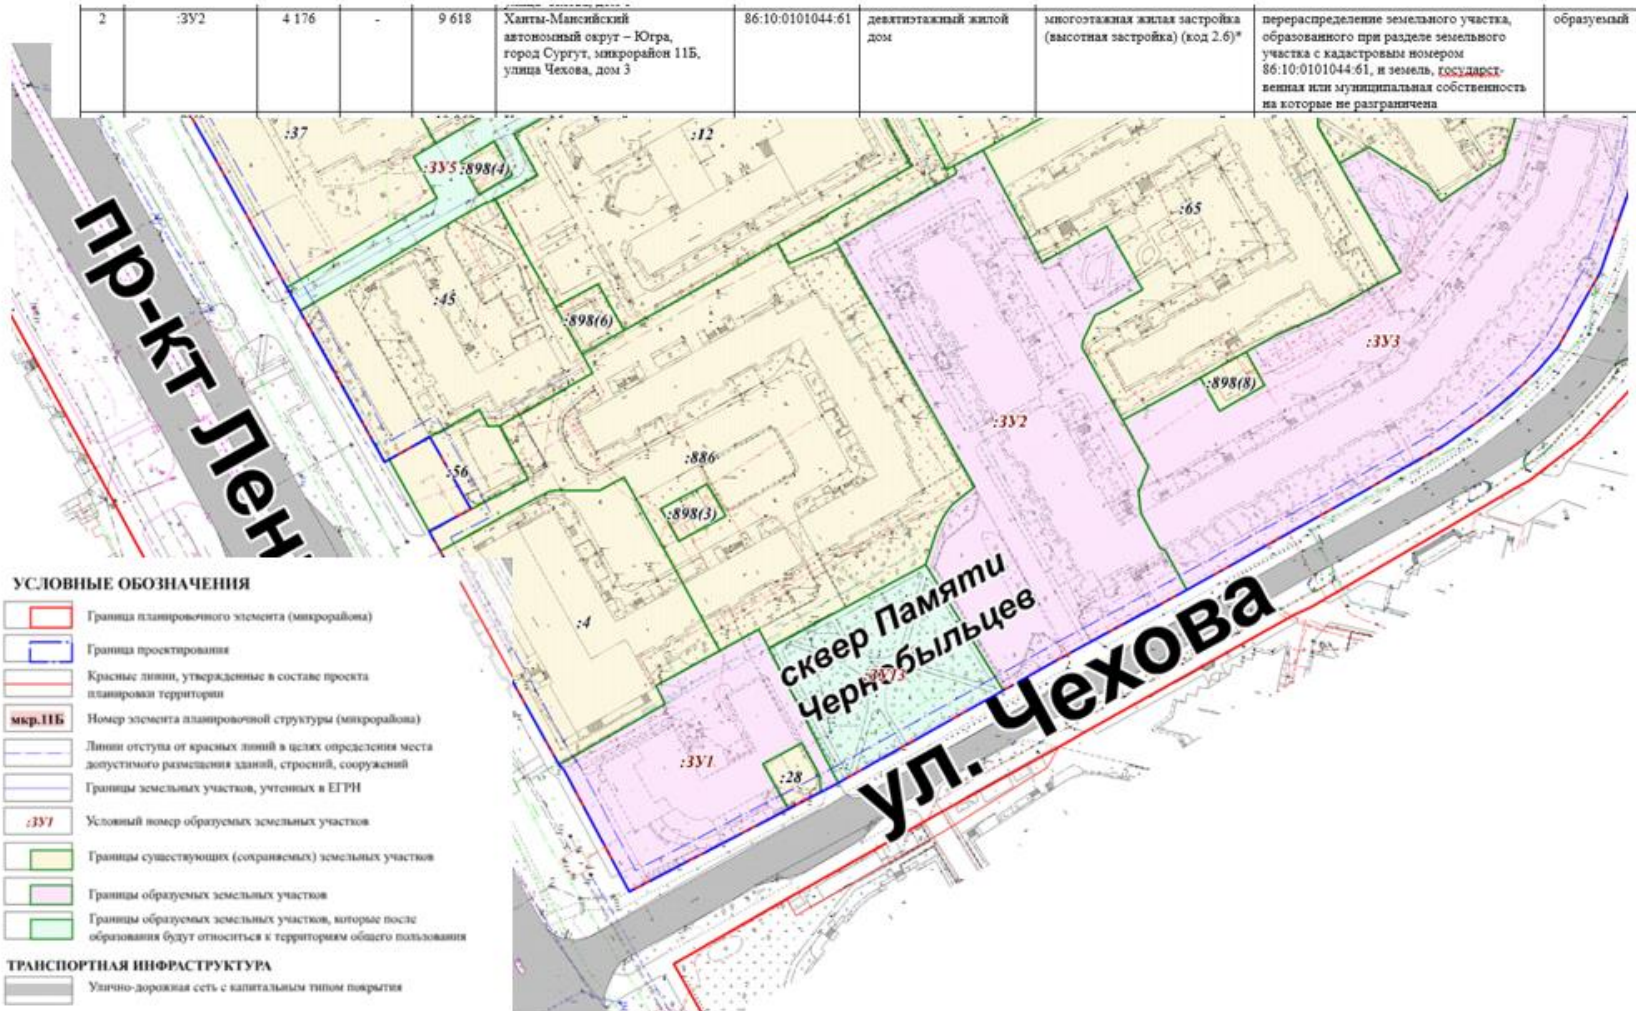 2 :ЗУ2 4 176 - 9 618 Ханты-Мансийский 86:10:0101044:61 девятиэтажный жилой многоэтажная жилая застройка перераспределение земельного участка, образуемый
автономный округ – Югра, дом (высотная застройка) (код 2.6)* образованного при разделе земельного
город Сургут, микрорайон 11Б, участка с кадастровым номером
улица Чехова, дом 3 86:10:0101044:61, и земель, государст-
венная или муниципальная собственность
на которые не разграничена
:37
:12
:ЗУ5 :898(4)
:65
:45
:898(6)
:ЗУ3
:898(8)
:ЗУ2
:886
:56
:898(3)
:4
пр-кт Лен
сквер Памяти
Чернобыльцев
:ЗУ13
ул. Чехова
:ЗУ1
:28
УСЛОВНЫЕ ОБОЗНАЧЕНИЯ
Граница планировочного элемента (микрорайона)
Граница проектирования
Красные линии, утвержденные в составе проекта
планировки территории
мкр.11Б Номер элемента планировочной структуры (микрорайона)
Линии отступа от красных линий в целях определения места
допустимого размещения зданий, строений, сооружений
Границы земельных участков, учтенных в ЕГРН
:ЗУ1 Условный номер образуемых земельных участков
Границы существующих (сохраняемых) земельных участков
Границы образуемых земельных участков
Границы образуемых земельных участков, которые после
образования будут относиться к территориям общего пользования
ТРАНСПОРТНАЯ ИНФРАСТРУКТУРА
Улично-дорожная сеть с капитальным типом покрытия